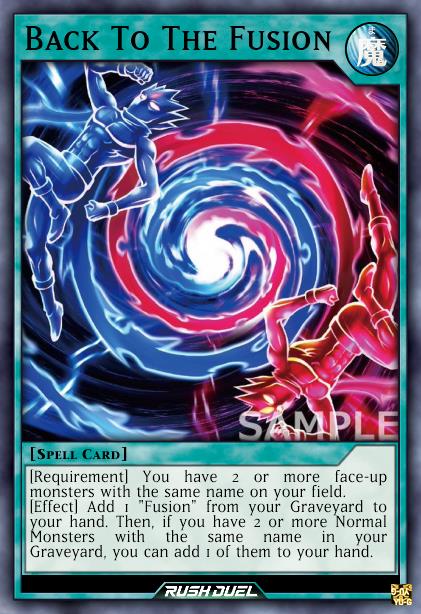 Back To The Fusion
ま
魔
SAMPLE
[Spell Card]
[Requirement] You have 2 or more face-up
monsters with the same name on your field.
[Effect] Add 1 "Fusion" from your Graveyard to
your hand. Then, if you have 2 or more Normal
Monsters with the same name in your
Graveyard, you can add 1 of them to your hand.
RUSH DUEL